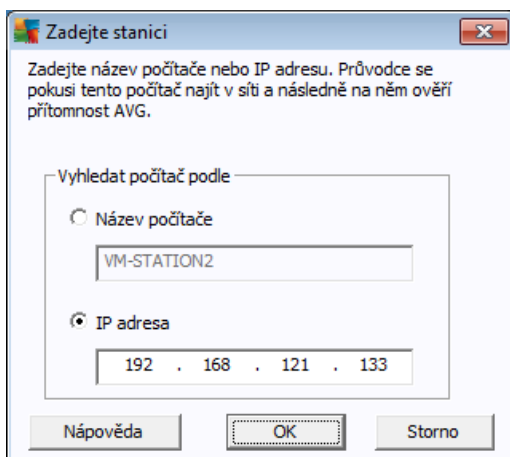 Zadejte stanici
Zadejte název počítače nebo IP adresu. Průvodce se
pokusi tento počítač najít v síti a následně na něm ověří
přítomnost AVG.
Vyhledat počítač podle
Název počítače
VM-STATION2
IP adresa
192 . 168 . 121 . 133
Nápověda OK Storno